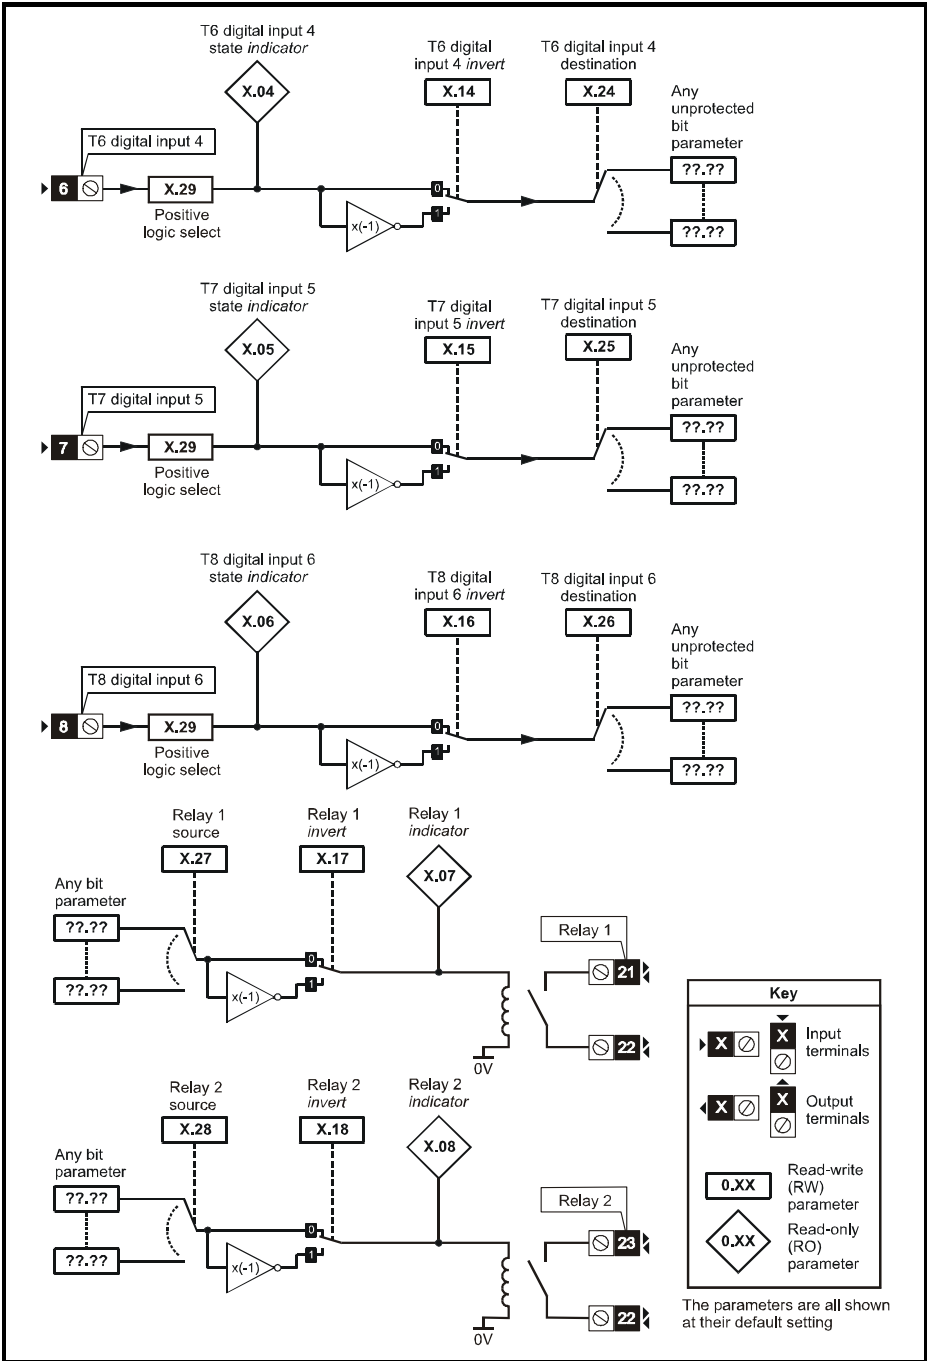 T6 digital input 4
state indicator
X.04
T6 digital
input 4 invert
X.14
T6 digital input 4
destination
X.24
Any
unprotected
bit
parameter
??.??
??.??
T6 digital input 4
6
X.29
Positive
logic select
x(-1)
0
1
T7 digital input 5
state indicator
X.05
T7 digital
input 5 invert
X.15
T7 digital input 5
destination
X.25
Any
unprotected
bit
parameter
??.??
??.??
T7 digital input 5
7
X.29
Positive
logic select
x(-1)
0
1
T8 digital input 6
state indicator
X.06
T8 digital
input 6 invert
X.16
T8 digital input 6
destination
X.26
Any
unprotected
bit
parameter
??.??
??.??
T8 digital input 6
8
X.29
Positive
logic select
x(-1)
0
1
Relay 1
source
X.27
Relay 1
invert
X.17
Relay 1
indicator
X.07
Any bit
parameter
??.??
??.??
x(-1)
0
1
0V
Relay 1
21
22
Relay 2
source
X.28
Relay 2
invert
X.18
Relay 2
indicator
X.08
Any bit
parameter
??.??
??.??
x(-1)
0
1
0V
Relay 2
23
22
Key
X
X
Input
terminals
X
X
Output
terminals
0.XX
Read-write
(RW)
parameter
0.XX
Read-only
(RO)
parameter
The parameters are all shown
at their default setting